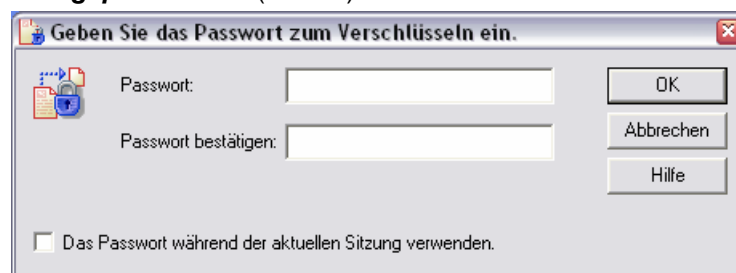 Geben Sie das Passwort zum Verschlüsseln ein.
Passwort:
OK
Passwort bestätigen:
Abbrechen
Hilfe
Das Passwort während der aktuellen Sitzung verwenden.